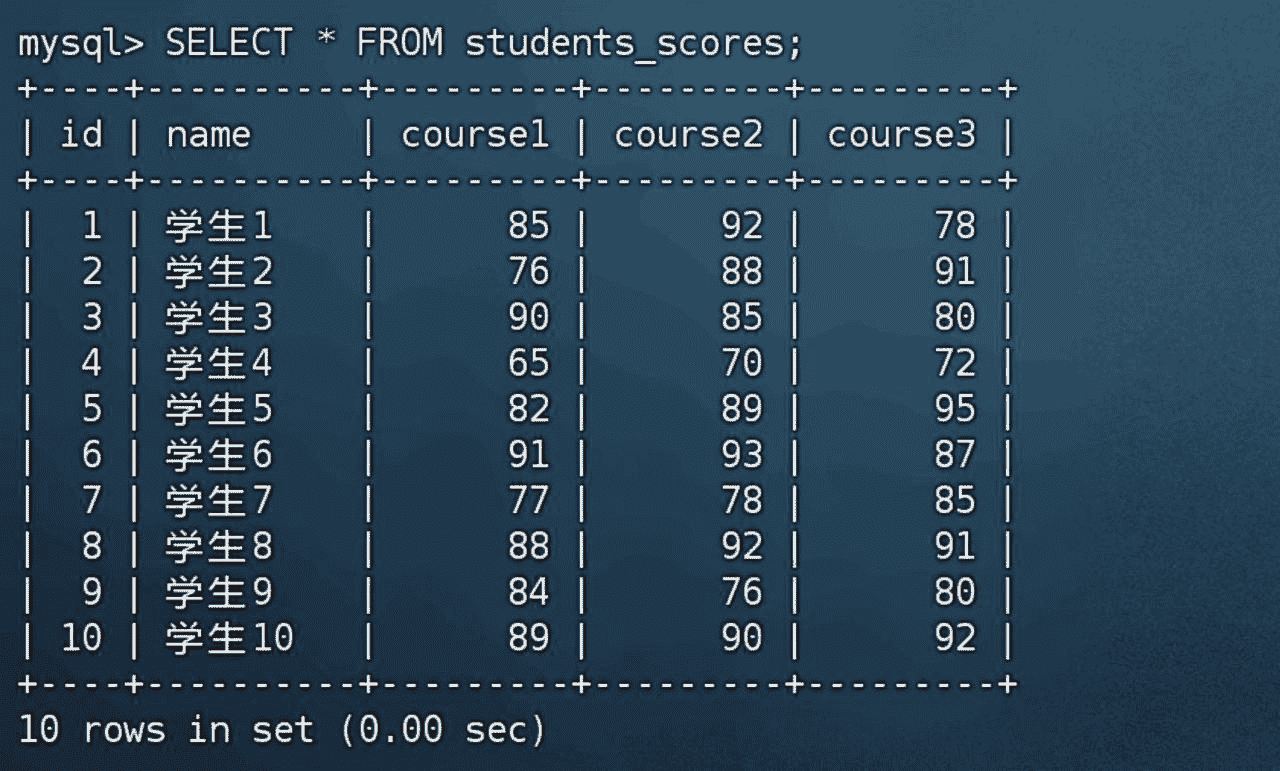 mysql> SELECT * FROM students_scores;
+----+----------+---------+---------+---------+
| id | name     | course1 | course2 | course3 |
+----+----------+---------+---------+---------+
|  1 | 学生1    |      85 |      92 |      78 |
|  2 | 学生2    |      76 |      88 |      91 |
|  3 | 学生3    |      90 |      85 |      80 |
|  4 | 学生4    |      65 |      70 |      72 |
|  5 | 学生5    |      82 |      89 |      95 |
|  6 | 学生6    |      91 |      93 |      87 |
|  7 | 学生7    |      77 |      78 |      85 |
|  8 | 学生8    |      88 |      92 |      91 |
|  9 | 学生9    |      84 |      76 |      80 |
| 10 | 学生10   |      89 |      90 |      92 |
+----+----------+---------+---------+---------+
10 rows in set (0.00 sec)